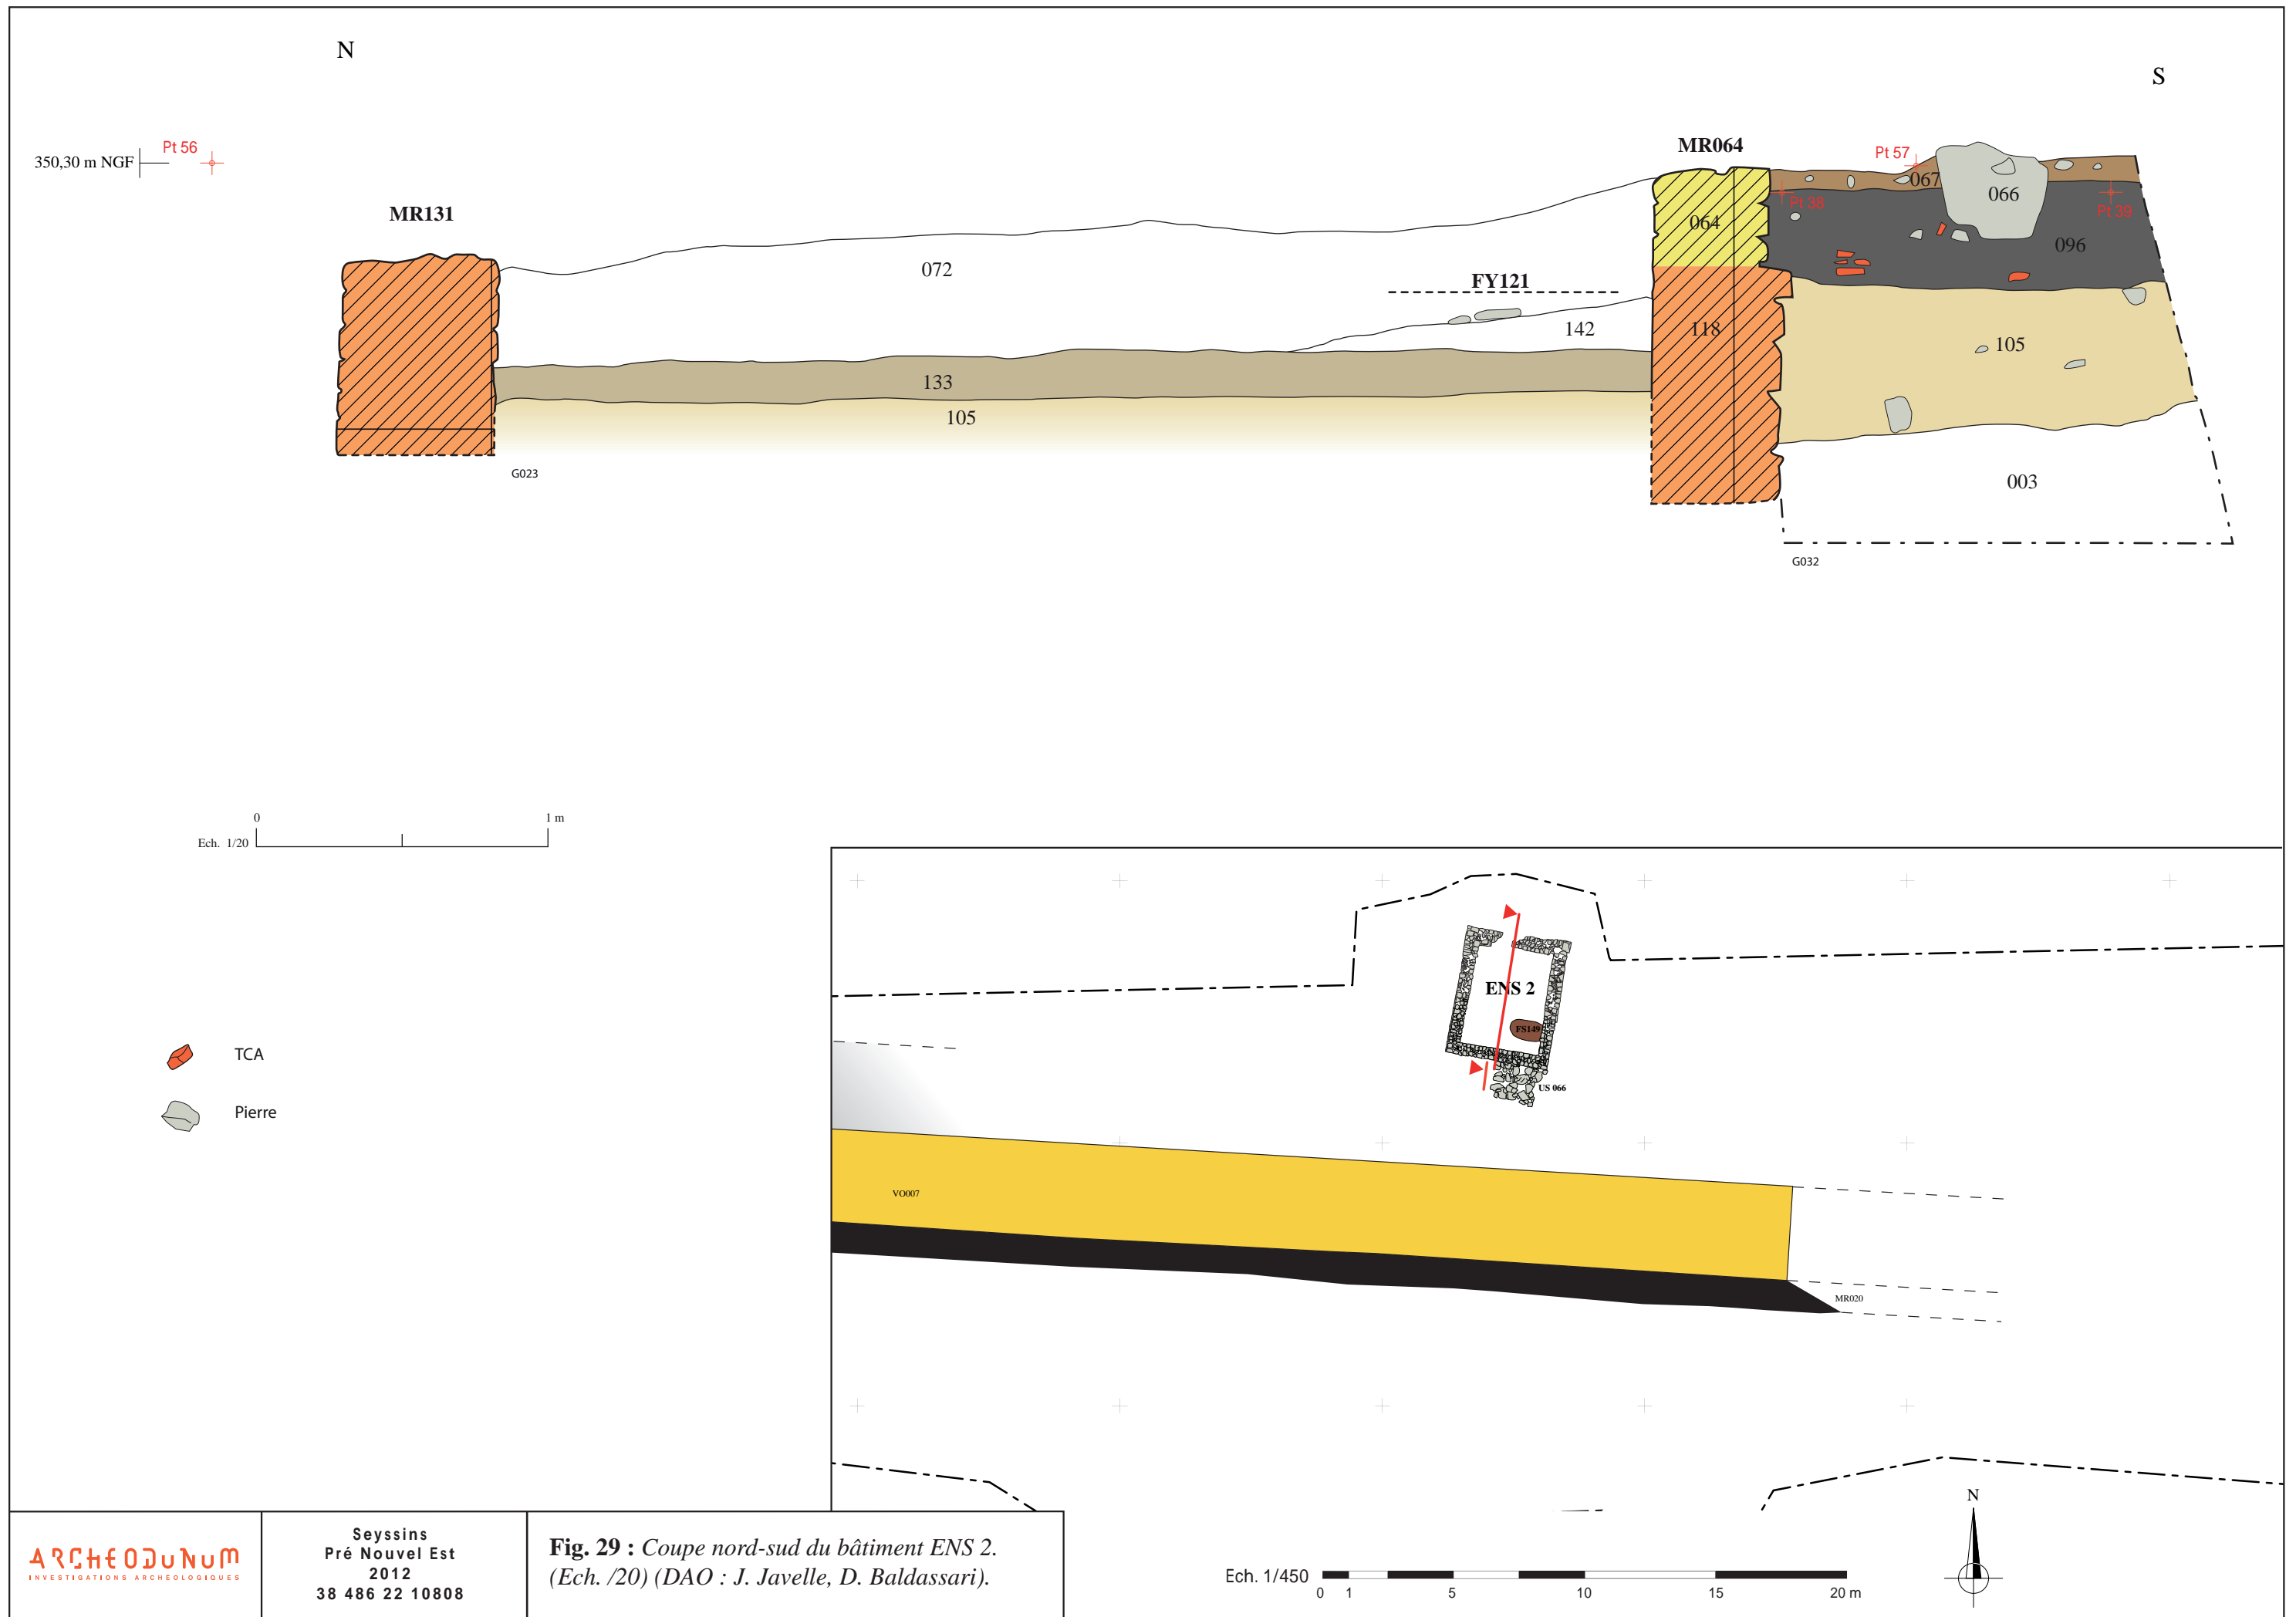 N
S
350,30 m NGF
Pt 56
MR131
MR064
Pt 57
067
066
Pt 38
Pt 39
064
096
072
FY121
142
118
105
133
105
003
G023
G032
0 1 m
Ech. 1/20
TCA
Pierre
ENS 2
FS149
US 066
VO007
MR020
N
ARCHEODUNUM
INVESTIGATIONS ARCHÉOLOGIQUES
Seyssins
Pré Nouvel Est
2012
38 486 22 10808
Fig. 29 : Coupe nord-sud du bâtiment ENS 2.
(Ech. /20) (DAO : J. Javelle, D. Baldassari).
Ech. 1/450
0 1 5 10 15 20 m